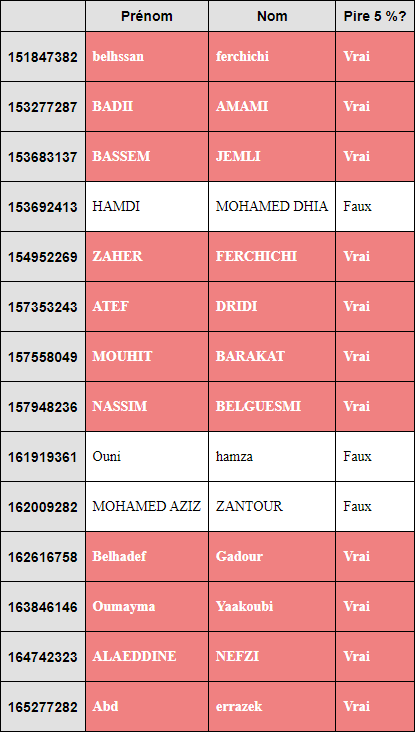 Prénom Nom Pire 5 %?
151847382 belhssan ferchichi Vrai
153277287 BADII AMAMI Vrai
153683137 BASSEM JEMLI Vrai
153692413 HAMDI MOHAMED DHIA Faux
154952269 ZAHER FERCHICHI Vrai
157353243 ATEF DRIDI Vrai
157558049 MOUHIT BARAKAT Vrai
157948236 NASSIM BELGUESMI Vrai
161919361 Ouni hamza Faux
162009282 MOHAMED AZIZ ZANTOUR Faux
162616758 Belhadef Gadour Vrai
163846146 Oumayma Yaakoubi Vrai
164742323 ALAEDDINE NEFZI Vrai
165277282 Abd errazek Vrai